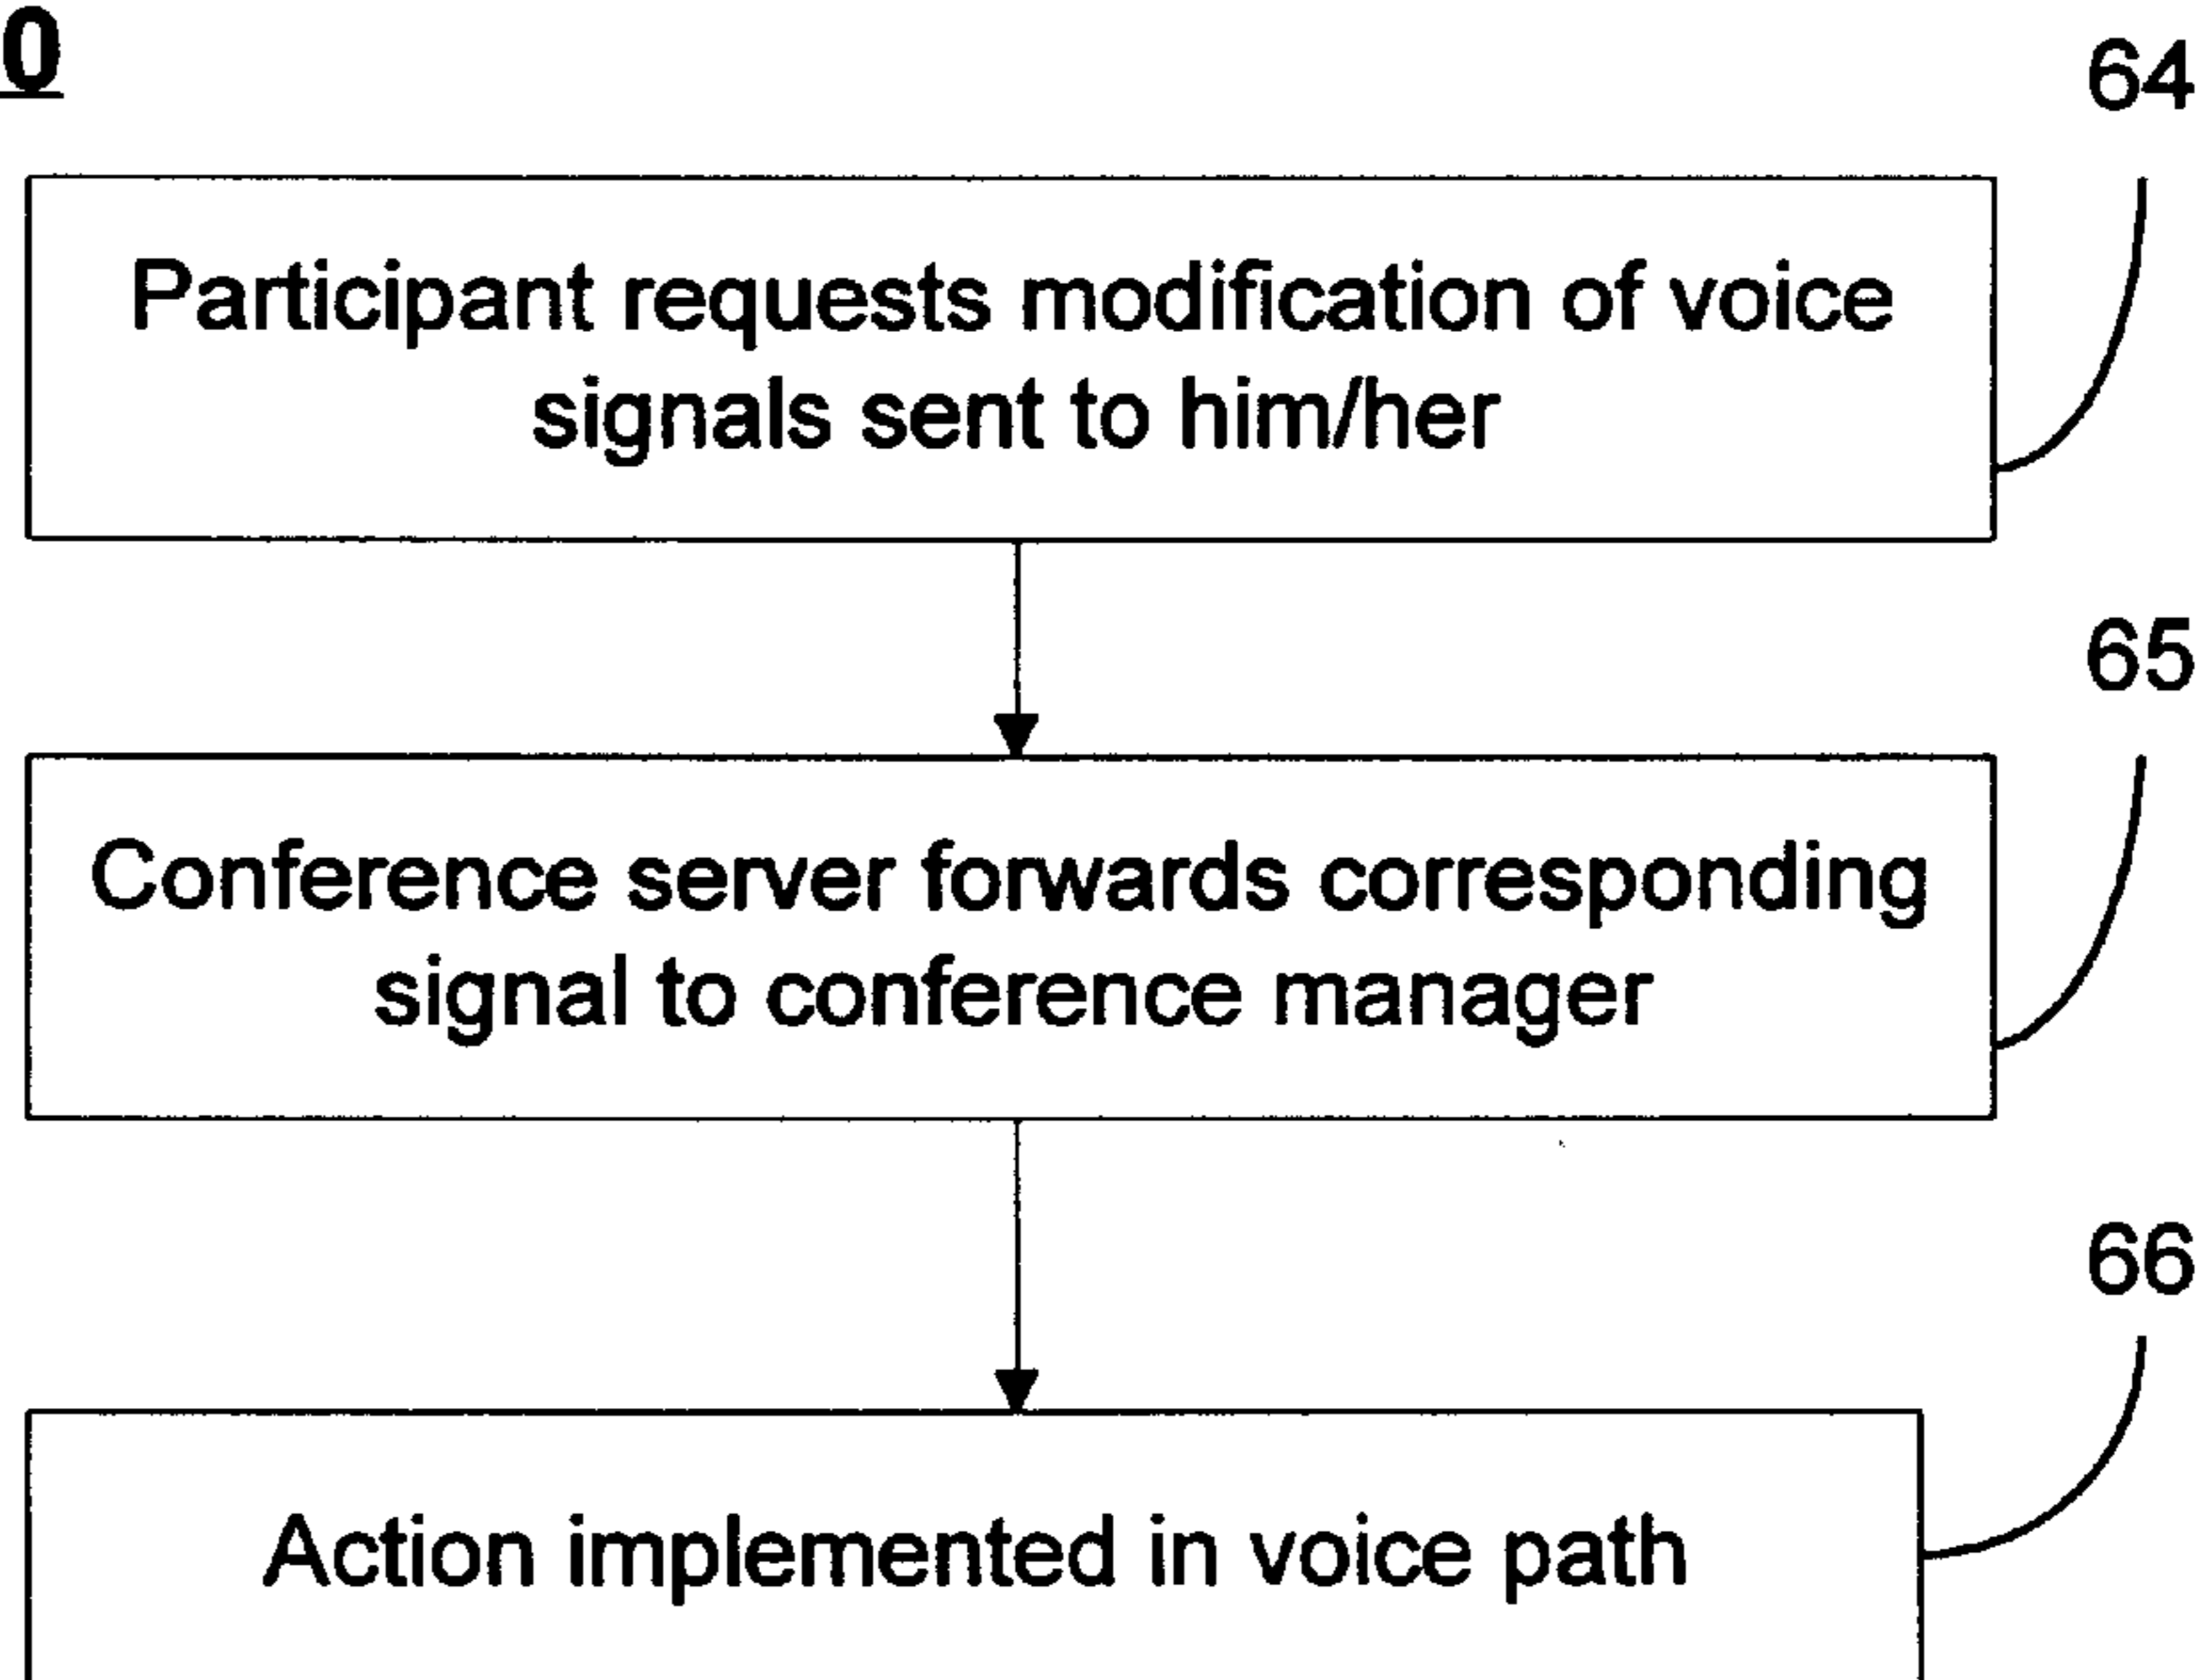 0
64
Participant requests modification of voice
signals sent to him/her
65
Conference server forwards corresponding
signal to conference manager
66
Action implemented in voice path